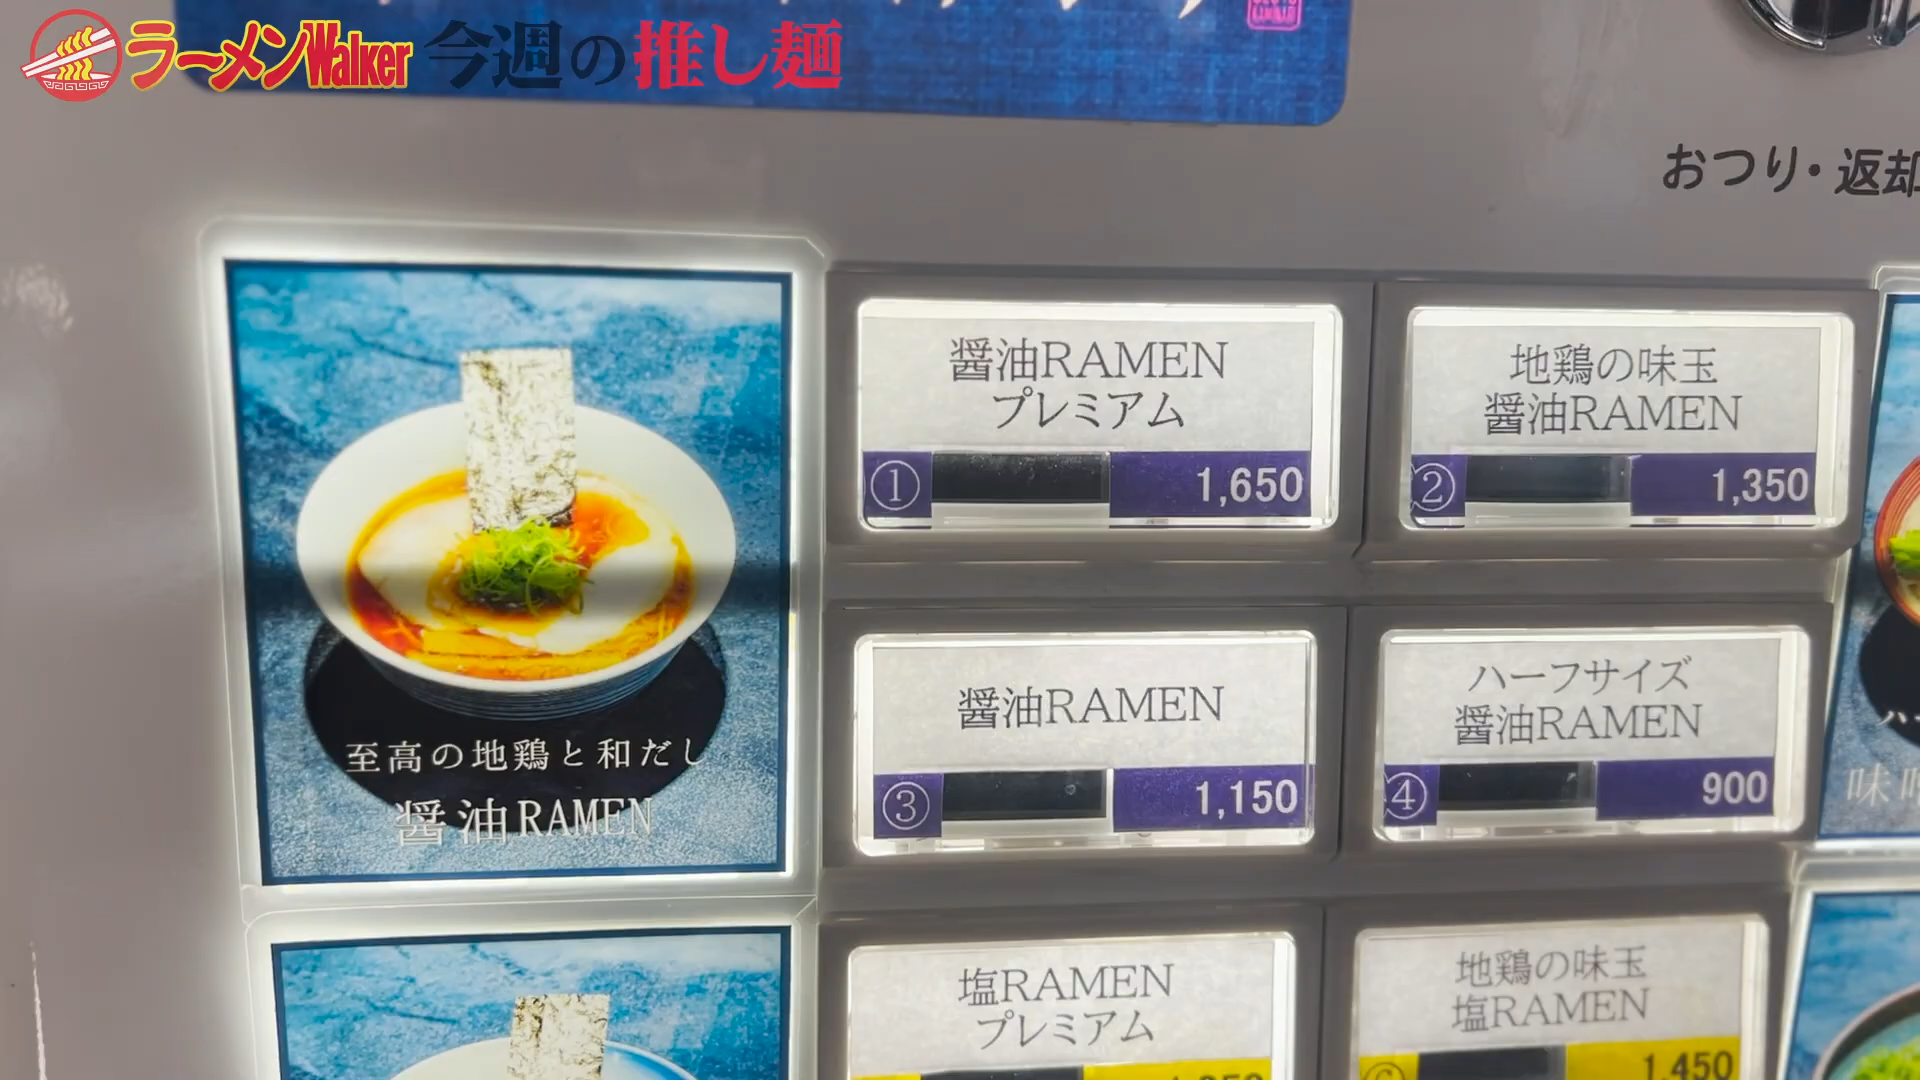 ラーメンWalker 今週の推し麺
おつり・返却
醤油RAMEN
プレミアム
① 1,650
地鶏の味玉
醤油RAMEN
② 1,350
至高の地鶏と和だし
醤油RAMEN
醤油RAMEN
③ 1,150
ハーフサイズ
醤油RAMEN
④ 900
塩RAMEN
プレミアム
地鶏の味玉
塩RAMEN
1,450